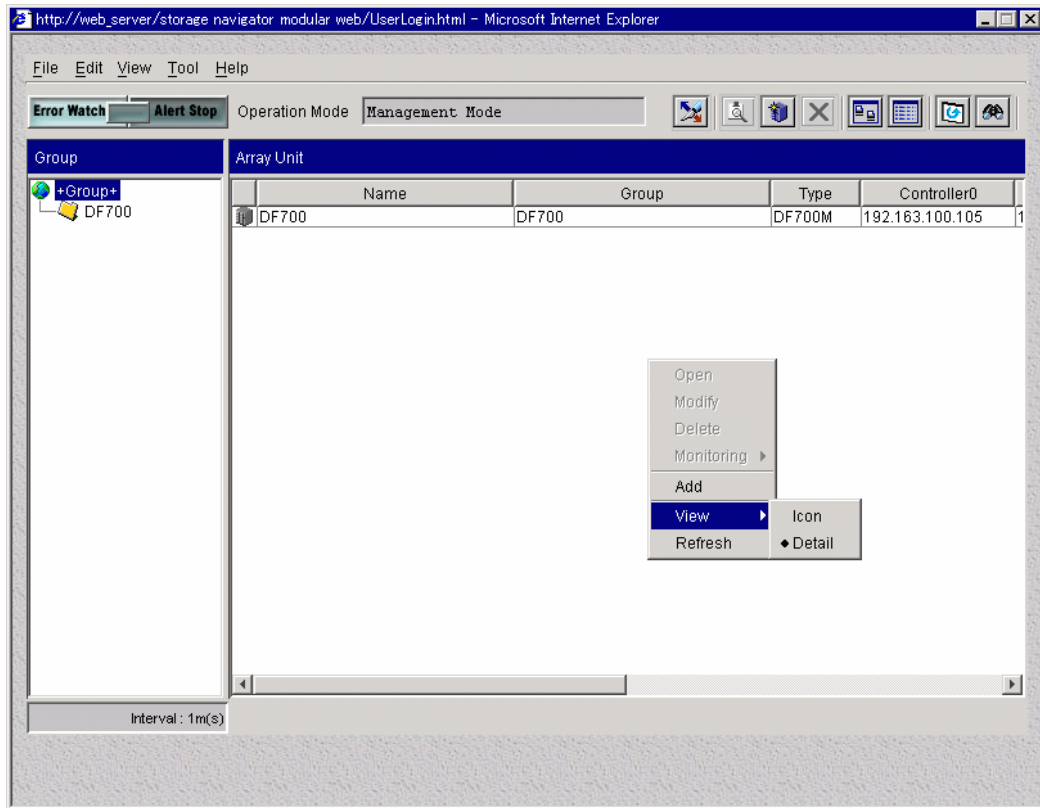 http://web_server/storage navigator modular web/UserLogin.html - Microsoft Internet Explorer
File Edit View Tool Help
Error Watch Alert Stop Operation Mode Management Mode
Group Array Unit
+Group+
DF700
Name Group Type Controller0
DF700 DF700 DF700M 192.163.100.105 1
Open
Modify
Delete
Monitoring
Add
View Icon
Refresh Detail
Interval : 1m(s)